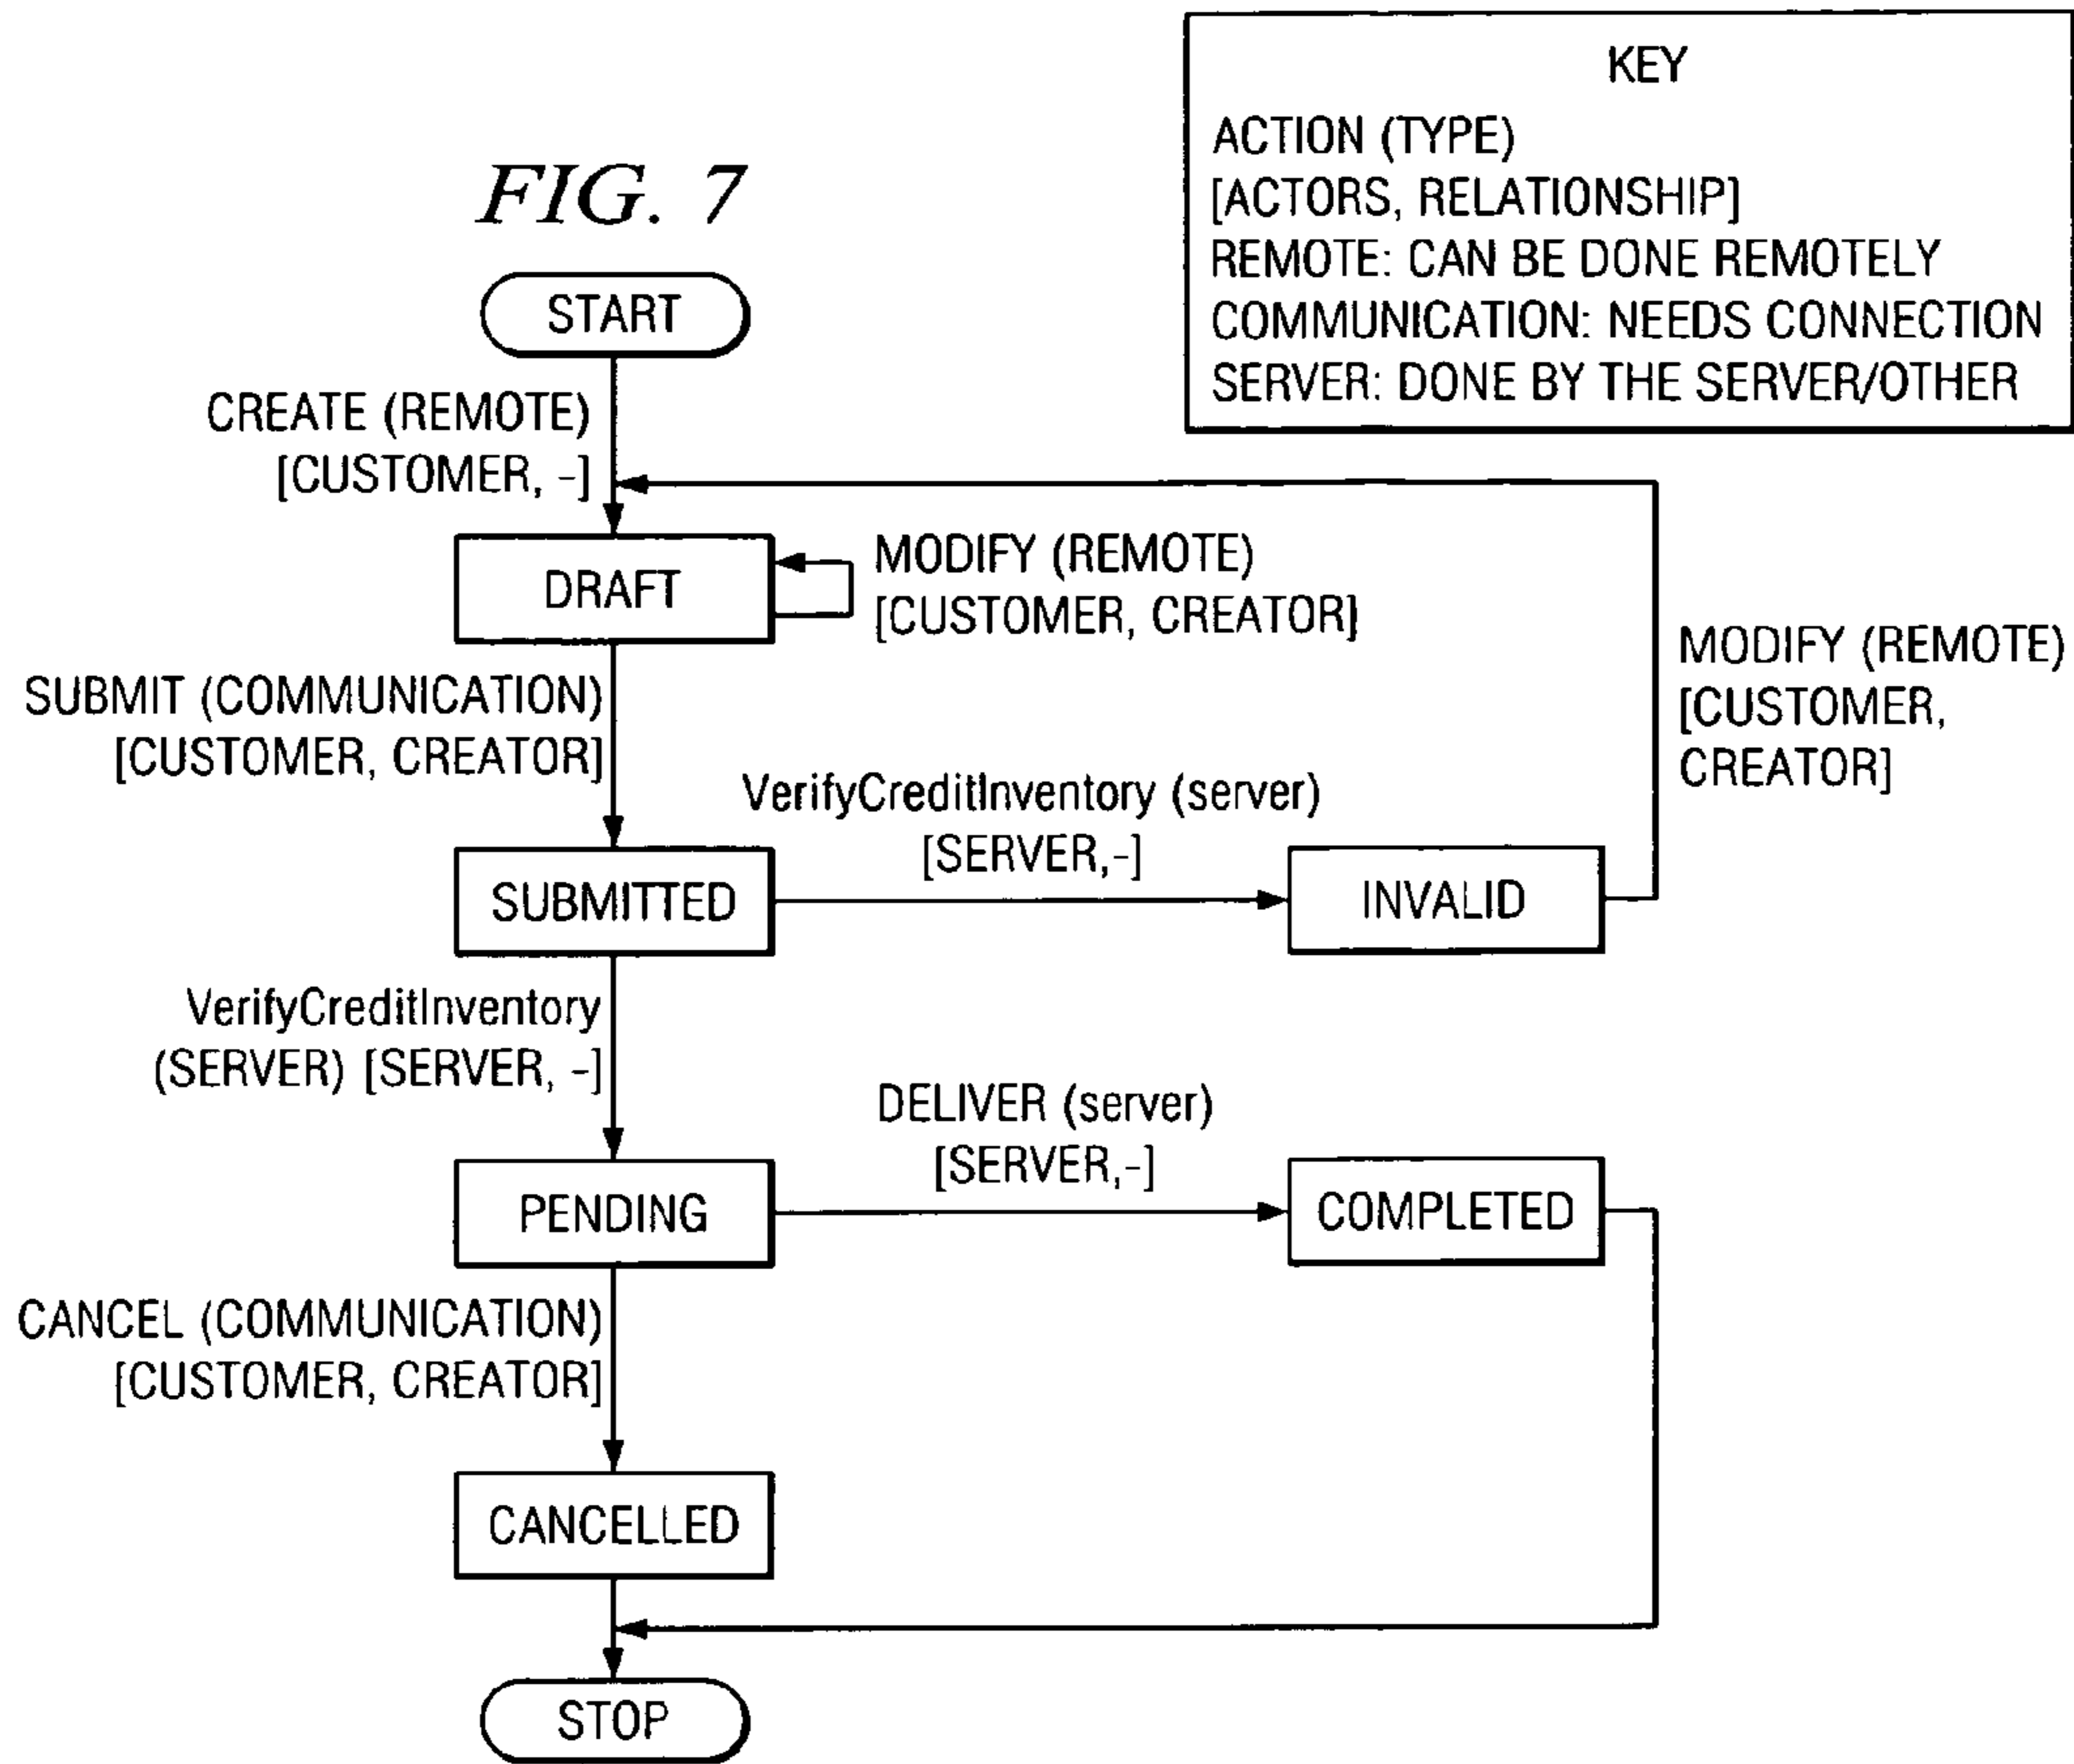 KEY
ACTION (TYPE)
[ACTORS, RELATIONSHIP]
REMOTE: CAN BE DONE REMOTELY
COMMUNICATION: NEEDS CONNECTION
SERVER: DONE BY THE SERVER/OTHER
FIG. 7
START
CREATE (REMOTE)
[CUSTOMER, -]
DRAFT
MODIFY (REMOTE)
[CUSTOMER, CREATOR]
MODIFY (REMOTE)
[CUSTOMER,
CREATOR]
SUBMIT (COMMUNICATION)
[CUSTOMER, CREATOR]
VerifyCreditInventory (server)
[SERVER,-]
SUBMITTED
INVALID
VerifyCreditInventory
(SERVER) [SERVER, -]
DELIVER (server)
[SERVER,-]
PENDING
COMPLETED
CANCEL (COMMUNICATION)
[CUSTOMER, CREATOR]
CANCELLED
STOP